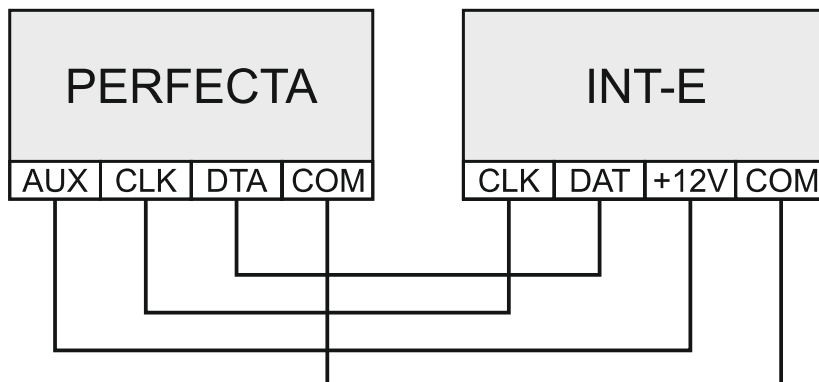 PERFECTA INT-E
AUX CLK DTA COM CLK DAT +12V COM